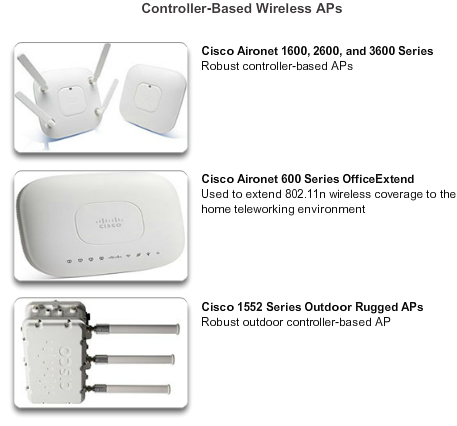 Controller-Based Wireless APs
Cisco Aironet 1600, 2600, and 3600 Series
Robust controller-based APs
Cisco Aironet 600 Series OfficeExtend
Used to extend 802.11n wireless coverage to the
home teleworking environment
CISCO
Cisco 1552 Series Outdoor Rugged APs
Robust outdoor controller-based AP
CISCO